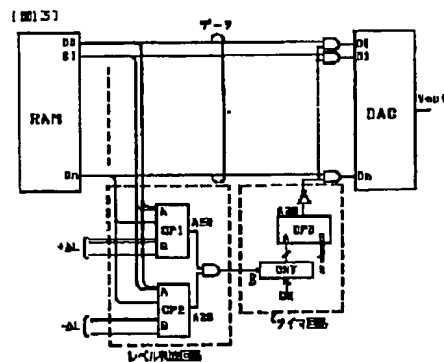 [図13]
データ
D0
D1
Dn
RAM
D0
D1
Dn
DAC
Vout
A
B
CP1
A>B
+ΔL
A
B
CP2
A>B
-ΔL
レベル判定回路
A>B
CP3
CNT
CK
タイマ回路